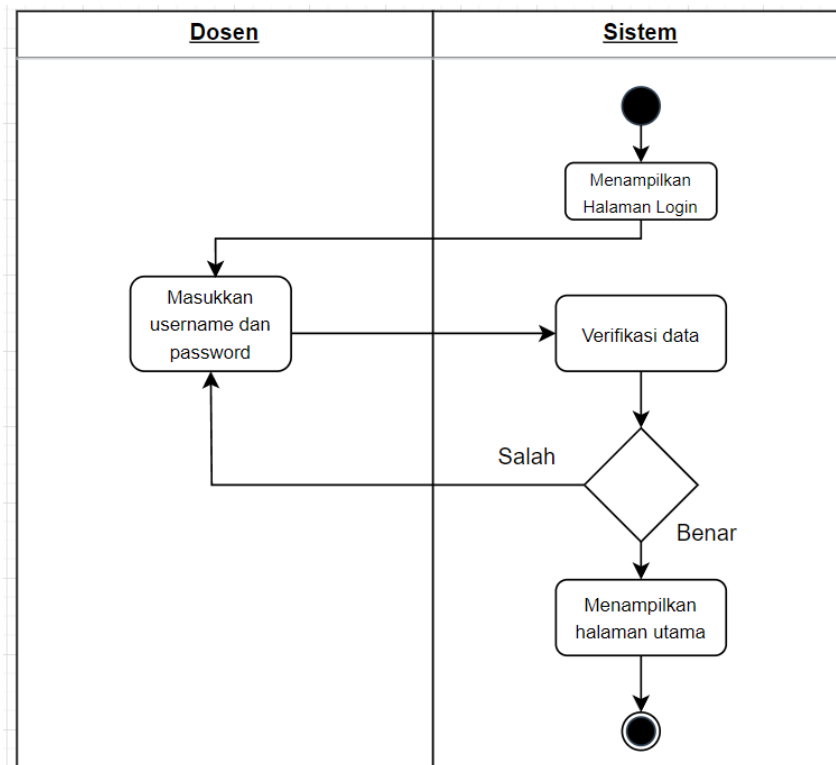 Dosen
Sistem
Menampilkan
Halaman Login
Masukkan
username dan
password
Verifikasi data
Salah
Benar
Menampilkan
halaman utama